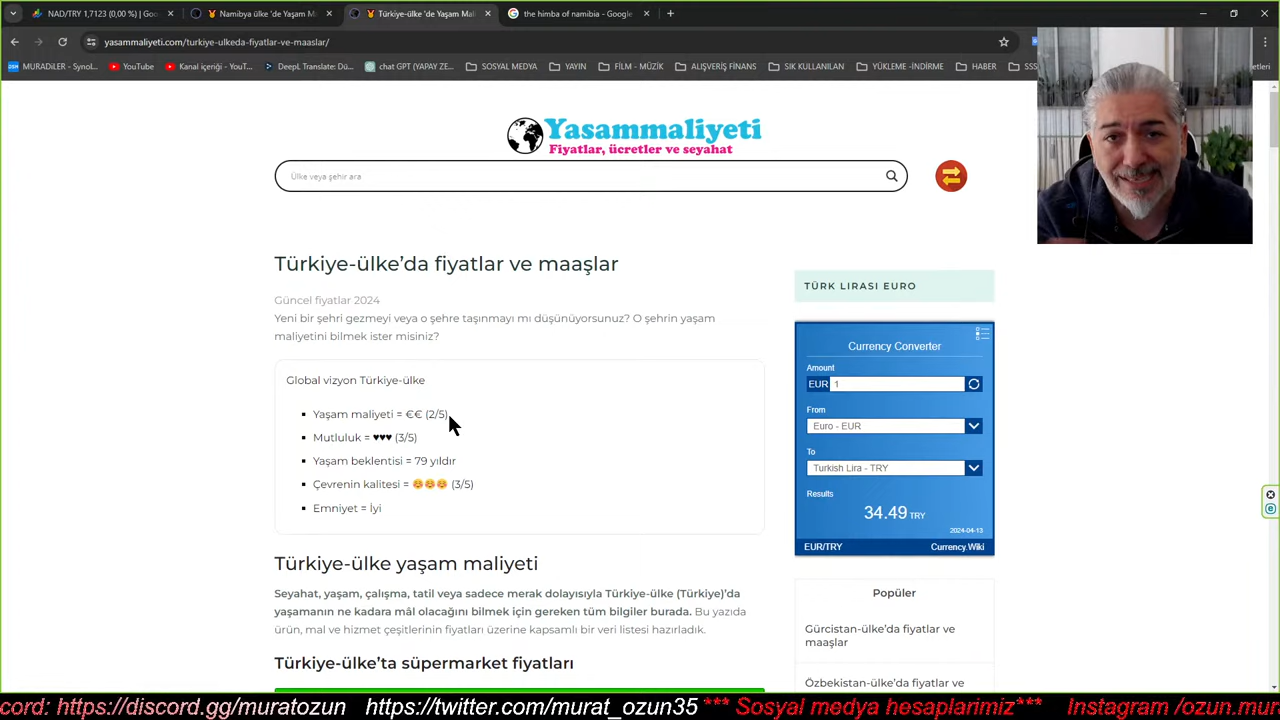 NAD/TRY 1,7123 (0,00 %) | Goo
Namibya ülke 'de Yaşam M
Türkiye-ülke 'de Yaşam Mal
the himba of namibia - Google
yasammaliyeti.com/turkiye-ulkeda-fiyatlar-ve-maaslar/
MURADiLER - Synol...
YouTube
Kanal içeriği - YouT...
DeepL Translate: Dü...
chat GPT (YAPAY ZE...
SOSYAL MEDYA
YAYIN
FİLM - MÜZİK
ALIŞVERİŞ FİNANS
SIK KULLANILAN
YÜKLEME -İNDİRME
HABER
Yasammaliyeti
Fiyatlar, ücretler ve seyahat
Ülke veya şehir ara
Türkiye-ülke'da fiyatlar ve maaşlar
Güncel fiyatlar 2024
Yeni bir şehri gezmeyi veya o şehre taşınmayı mı düşünüyorsunuz? O şehrin yaşam
maliyetini bilmek ister misiniz?
Global vizyon Türkiye-ülke
Yaşam maliyeti = €€ (2/5)
Mutluluk = ♥♥♥ (3/5)
Yaşam beklentisi = 79 yıldır
Çevrenin kalitesi = 😊😊😊 (3/5)
Emniyet = İyi
Türkiye-ülke yaşam maliyeti
Seyahat, yaşam, çalışma, tatil veya sadece merak dolayısıyla Türkiye-ülke (Türkiye)'da
yaşamanın ne kadara mâl olacağını bilmek için gereken tüm bilgiler burada. Bu yazıda
ürün, mal ve hizmet çeşitlerinin fiyatları üzerine kapsamlı bir veri listesi hazırladık.
Türkiye-ülke'ta süpermarket fiyatları
TÜRK LIRASI EURO
Currency Converter
Amount
EUR 1
From
Euro - EUR
To
Turkish Lira - TRY
Results
34.49 TRY
2024-04-13
EUR/TRY Currency.Wiki
Popüler
Gürcistan-ülke'da fiyatlar ve
maaşlar
Özbekistan-ülke'da fiyatlar ve
cord: https://discord.gg/muratozun https://twitter.com/murat_ozun35 *** Sosyal medya hesaplarimiz*** Instagram /ozun.mur